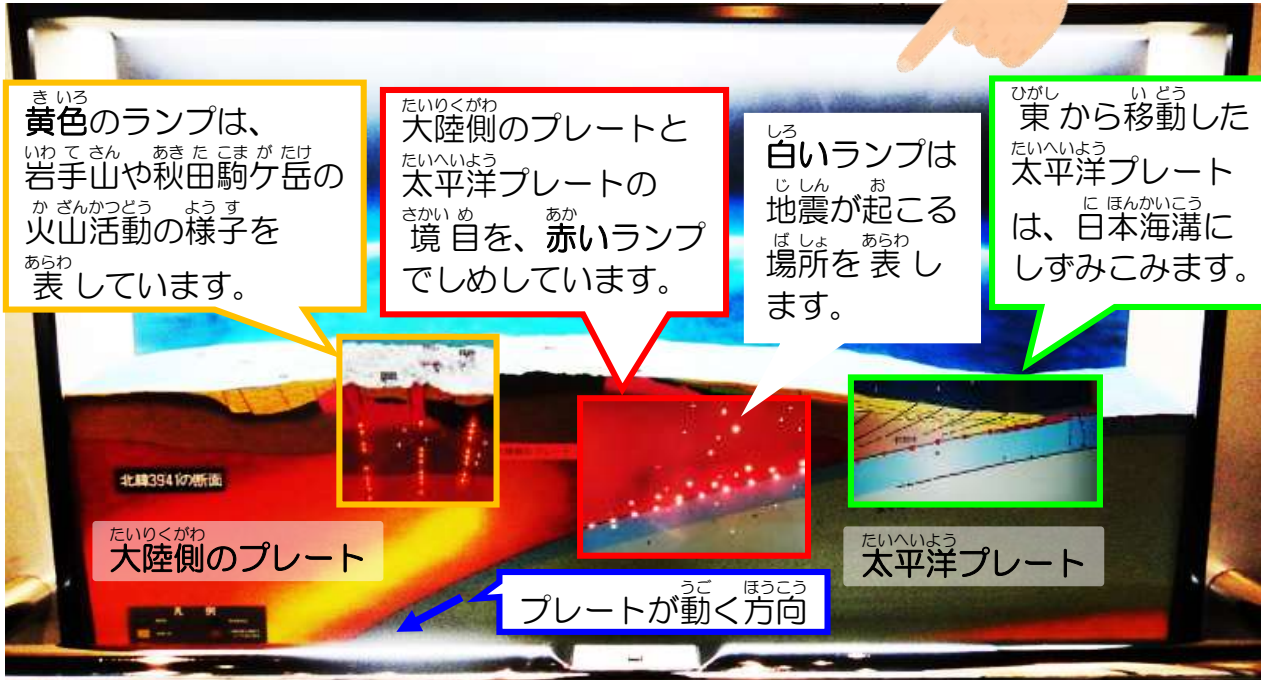 黄色のランプは、
岩手山や秋田駒ケ岳の
火山活動の様子を
表しています。
大陸側のプレートと
太平洋プレートの
境目を、赤いランプ
でしめしています。
白いランプは
地震が起こる
場所を表し
ます。
東から移動した
太平洋プレート
は、日本海溝に
しずみこみます。
北緯39°41′の断面
大陸側のプレート
太平洋プレート
プレートが動く方向
凡 例